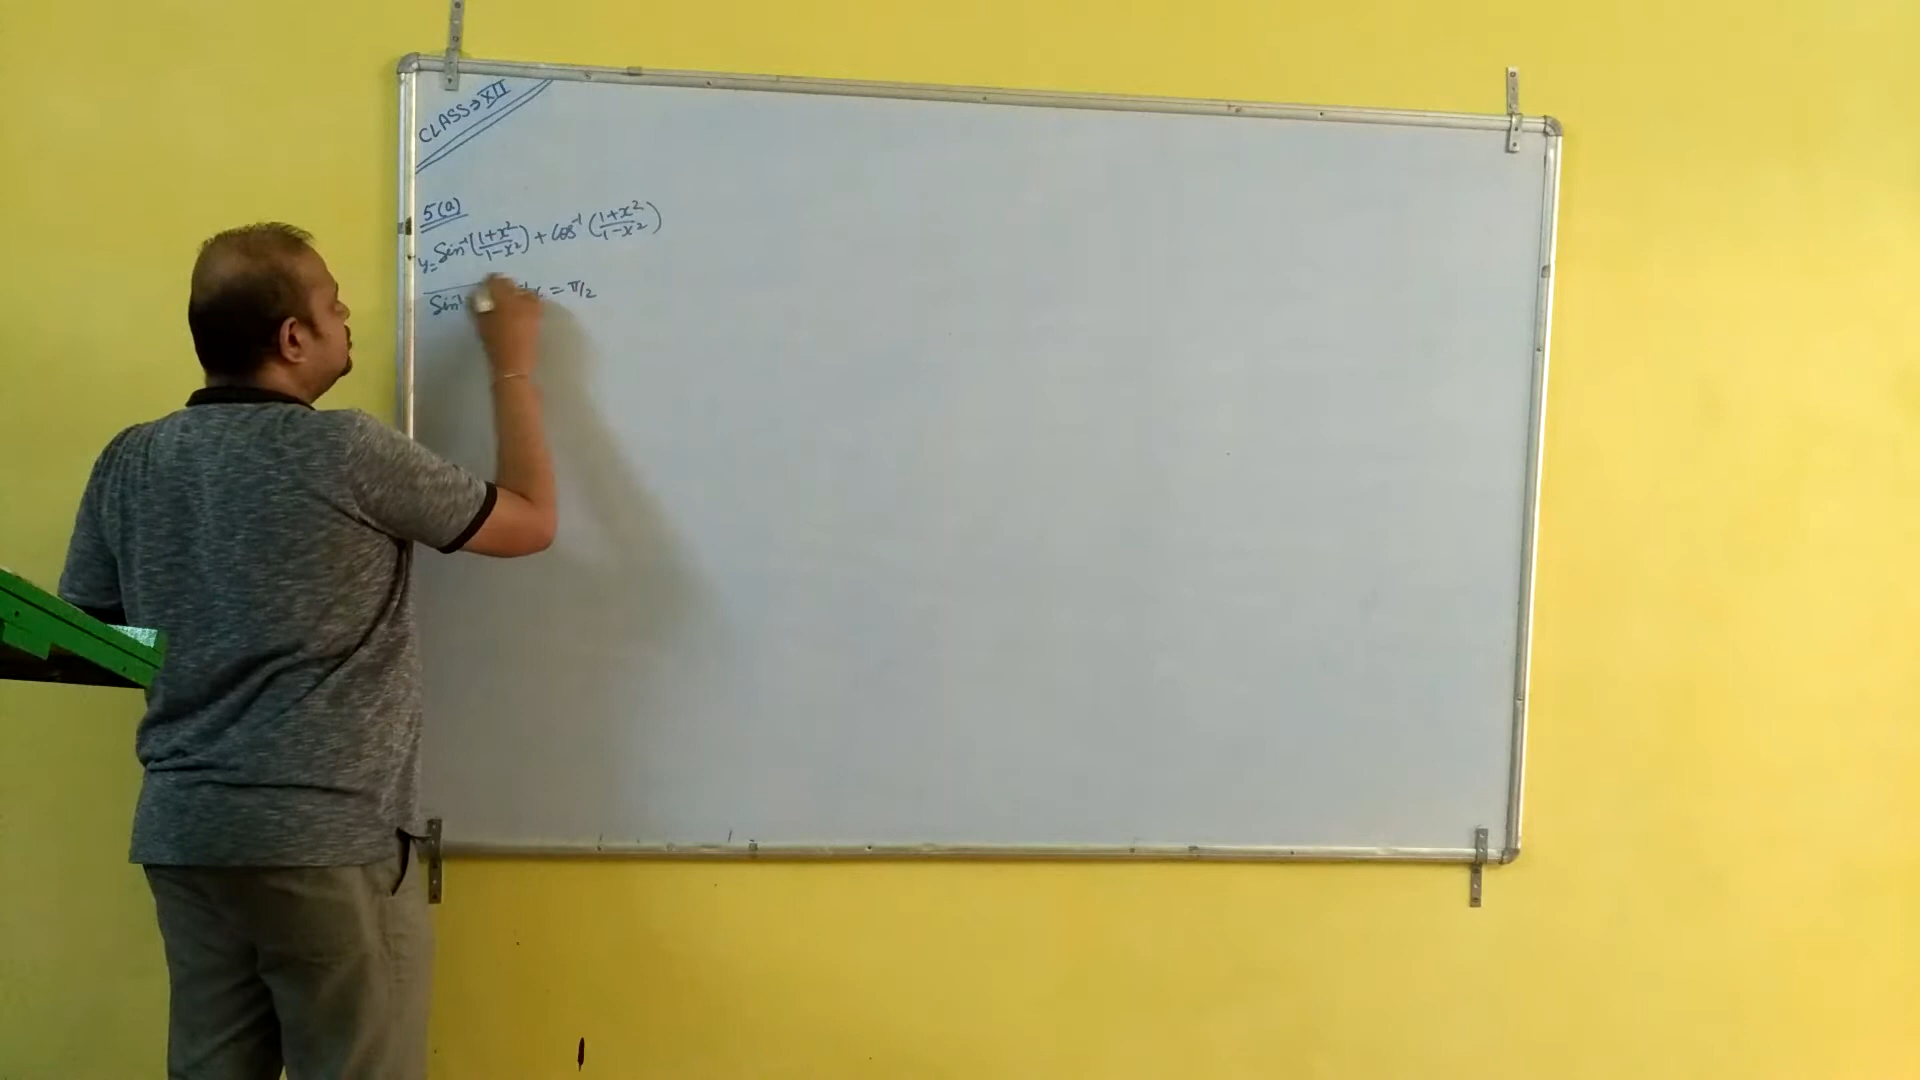 CLASS→XII
5(a)
y= Sin⁻¹(1+x²/1-x²) + Cos⁻¹(1+x²/1-x²)
Sin⁻¹ = π/2